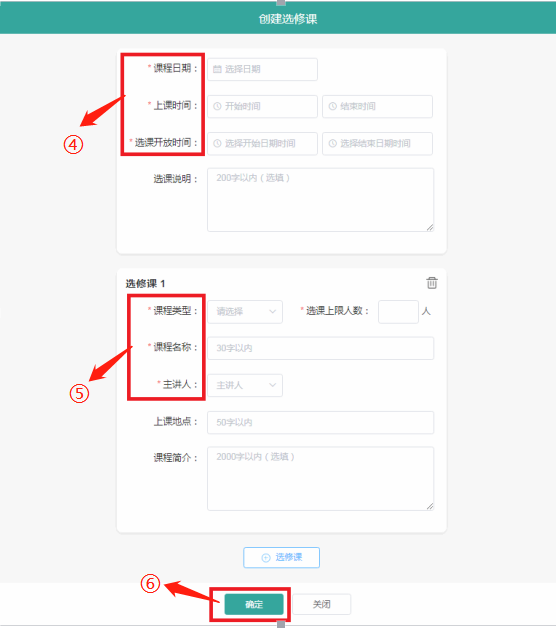 创建选修课
* 课程日期： 选择日期
* 上课时间： 开始时间 结束时间
④
* 选课开放时间： 选择开始日期时间 选择结束日期时间
选课说明： 200字以内（选填）
选修课 1
* 课程类型： 请选择 * 选课上限人数： 人
* 课程名称： 30字以内
* 主讲人： 主讲人
⑤
上课地点： 50字以内
课程简介： 2000字以内（选填）
选修课
⑥
确定 关闭